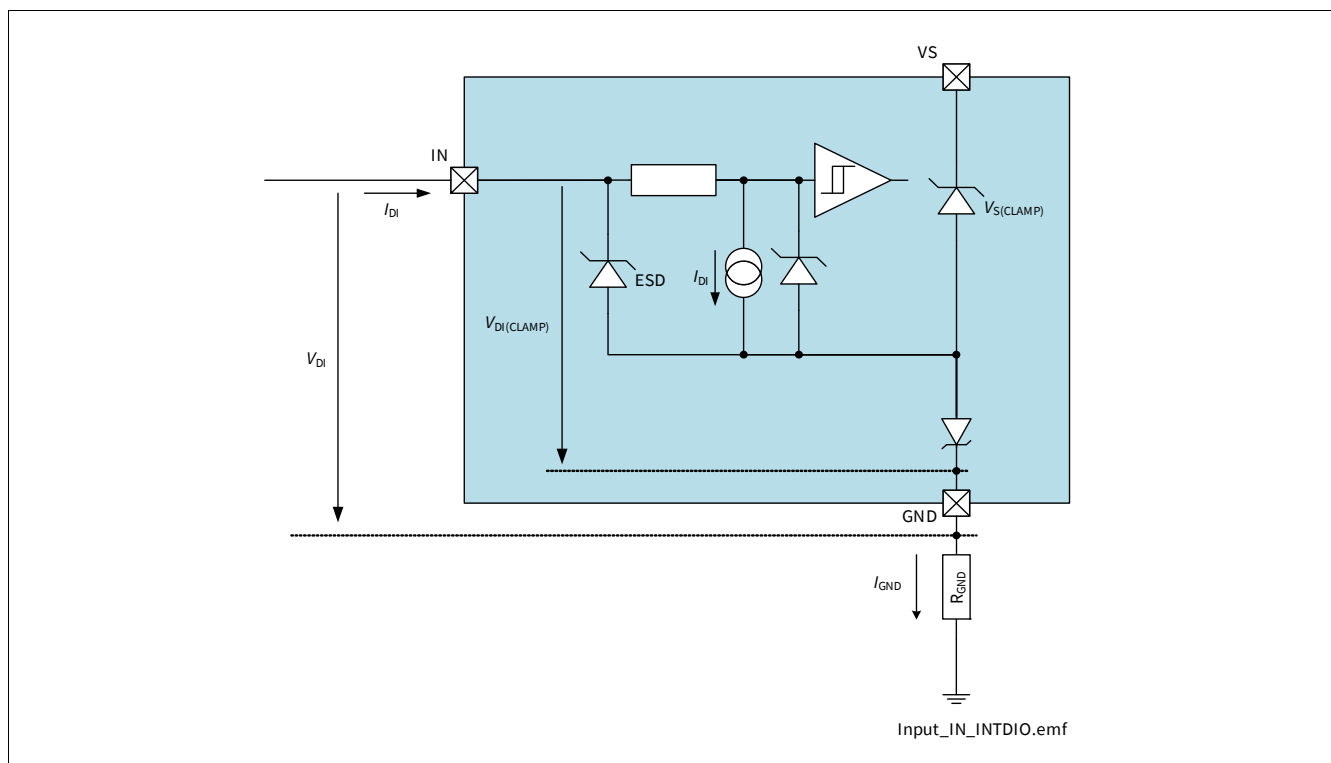 VS
IN
I_DI
V_S(CLAMP)
ESD
I_DI
V_DI(CLAMP)
V_DI
GND
I_GND
R_GND
Input_IN_INTDIO.emf